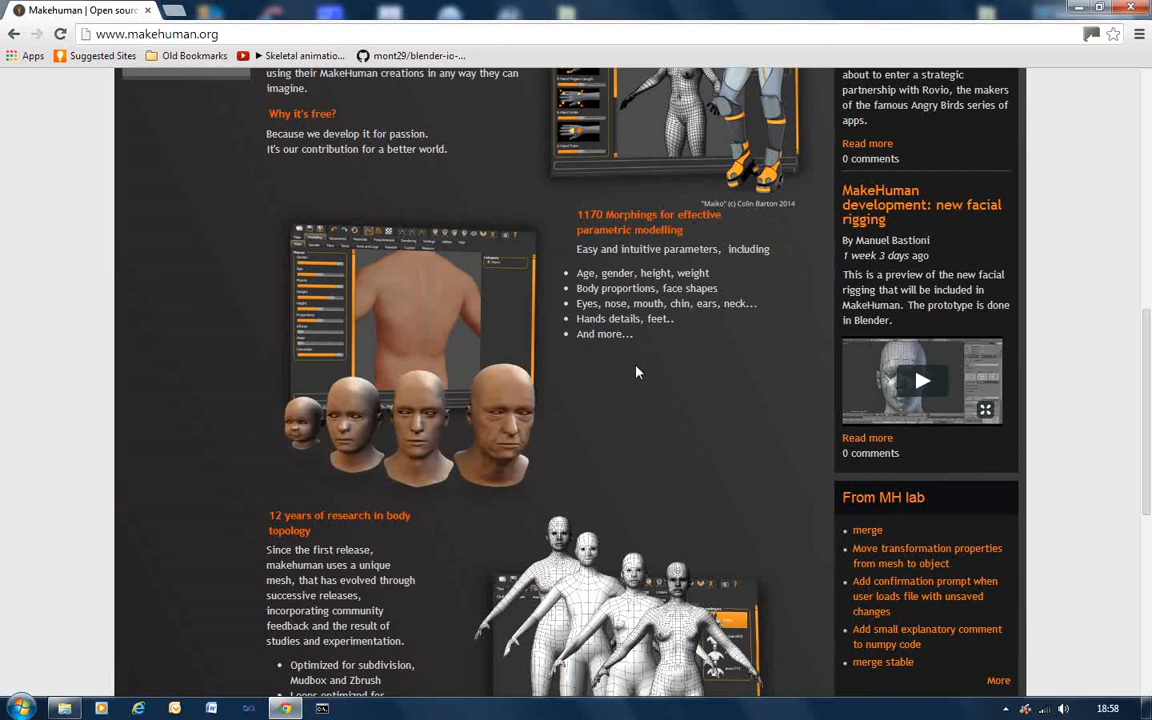 Makehuman | Open sourc
www.makehuman.org
Apps
Suggested Sites
Old Bookmarks
► Skeletal animatio...
mont29/blender-io-...
using their MakeHuman creations in any way they can
imagine.
Why it's free?
Because we develop it for passion.
It's our contribution for a better world.
"Maiko" (c) Colin Barton 2014
1170 Morphings for effective
parametric modelling
Easy and intuitive parameters, including
Age, gender, height, weight
Body proportions, face shapes
Eyes, nose, mouth, chin, ears, neck...
Hands details, feet..
And more...
12 years of research in body
topology
Since the first release,
makehuman uses a unique
mesh, that has evolved through
successive releases,
incorporating community
feedback and the result of
studies and experimentation.
Optimized for subdivision,
Mudbox and Zbrush
Loops optimized for
about to enter a strategic
partnership with Rovio, the makers
of the famous Angry Birds series of
apps.
Read more
0 comments
MakeHuman
development: new facial
rigging
By Manuel Bastioni
1 week 3 days ago
This is a preview of the new facial
rigging that will be included in
MakeHuman. The prototype is done
in Blender.
Read more
0 comments
From MH lab
merge
Move transformation properties
from mesh to object
Add confirmation prompt when
user loads file with unsaved
changes
Add small explanatory comment
to numpy code
merge stable
More
18:58